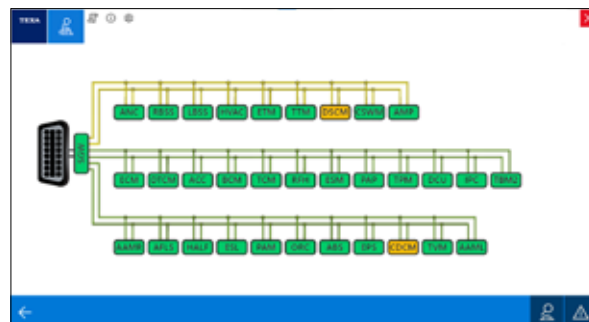 TEXA
ANC RBSS LBSS HVAC ETM TTM DSCM CSWM AMP
SGW
ECM DTCM ACC BCM TCM RFH ESM PAP TPM DCU IPC TBM2
AAMR AFLS HALF ESL PAM ORC ABS EPS CDCM TVM AAML